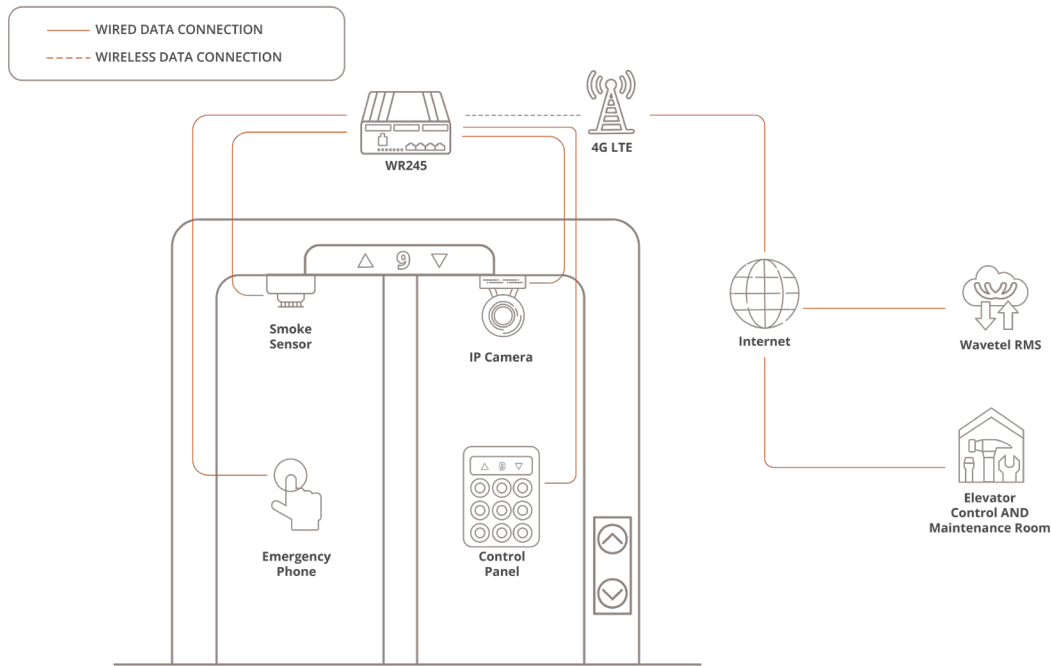 WIRED DATA CONNECTION
WIRELESS DATA CONNECTION
WR245
4G LTE
9
Smoke
Sensor
IP Camera
Internet
Wavetel RMS
9
Emergency
Phone
Control
Panel
Elevator
Control AND
Maintenance Room